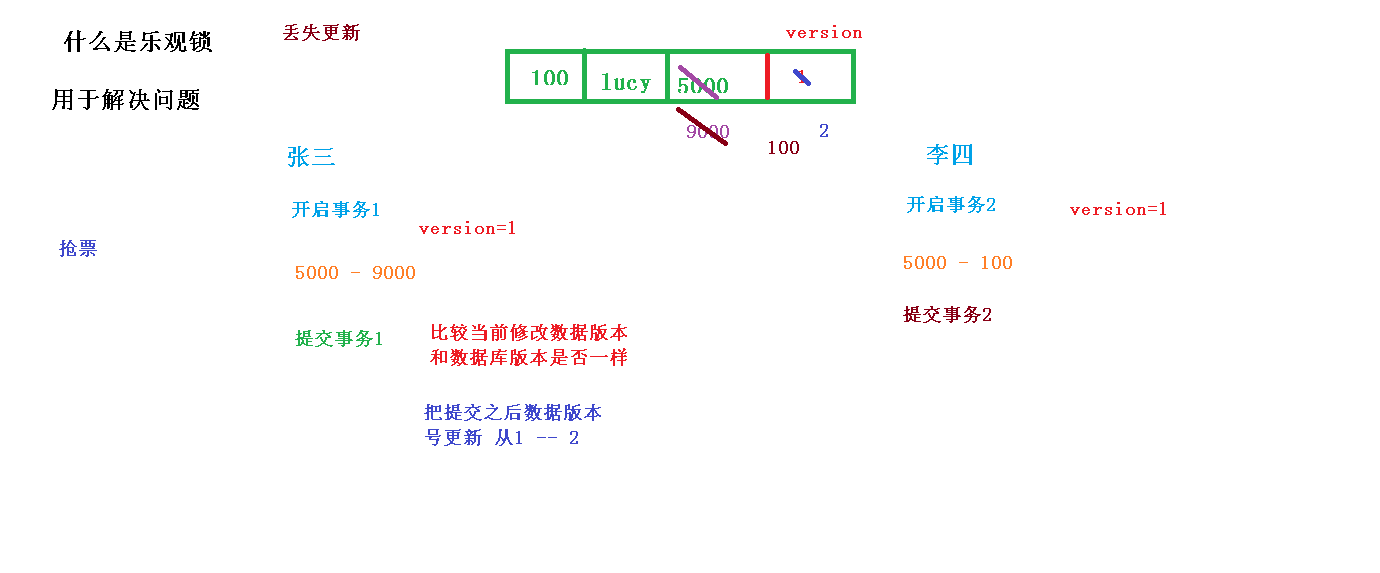 什么是乐观锁
丢失更新
version
100
lucy
5000
1
用于解决问题
9000
100
2
张三
李四
开启事务1
version=1
开启事务2
version=1
抢票
5000 - 9000
5000 - 100
提交事务1
比较当前修改数据版本
和数据库版本是否一样
提交事务2
把提交之后数据版本
号更新 从1 -- 2